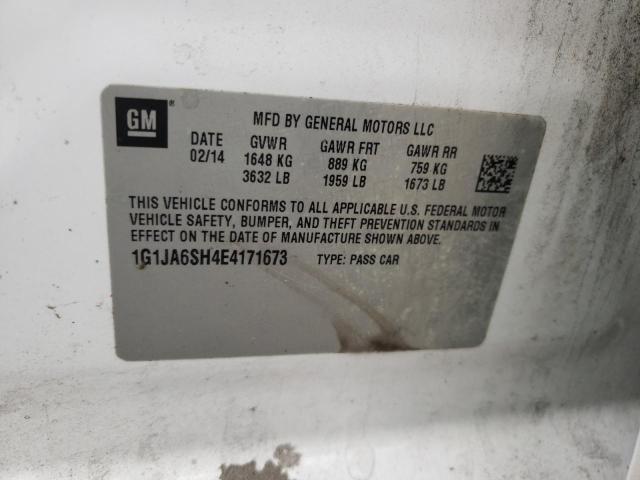 GM ®
MFD BY GENERAL MOTORS LLC
DATE GVWR GAWR FRT GAWR RR
02/14 1648 KG 889 KG 759 KG
3632 LB 1959 LB 1673 LB
THIS VEHICLE CONFORMS TO ALL APPLICABLE U.S. FEDERAL MOTOR
VEHICLE SAFETY, BUMPER, AND THEFT PREVENTION STANDARDS IN
EFFECT ON THE DATE OF MANUFACTURE SHOWN ABOVE.
1G1JA6SH4E4171673 TYPE: PASS CAR